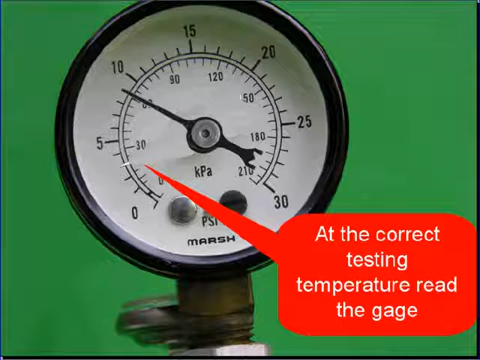 15
10
20
90
120
60
150
5
25
30
180
0
kPa
210
0
30
PSI
MARSH
At the correct
testing
temperature read
the gage